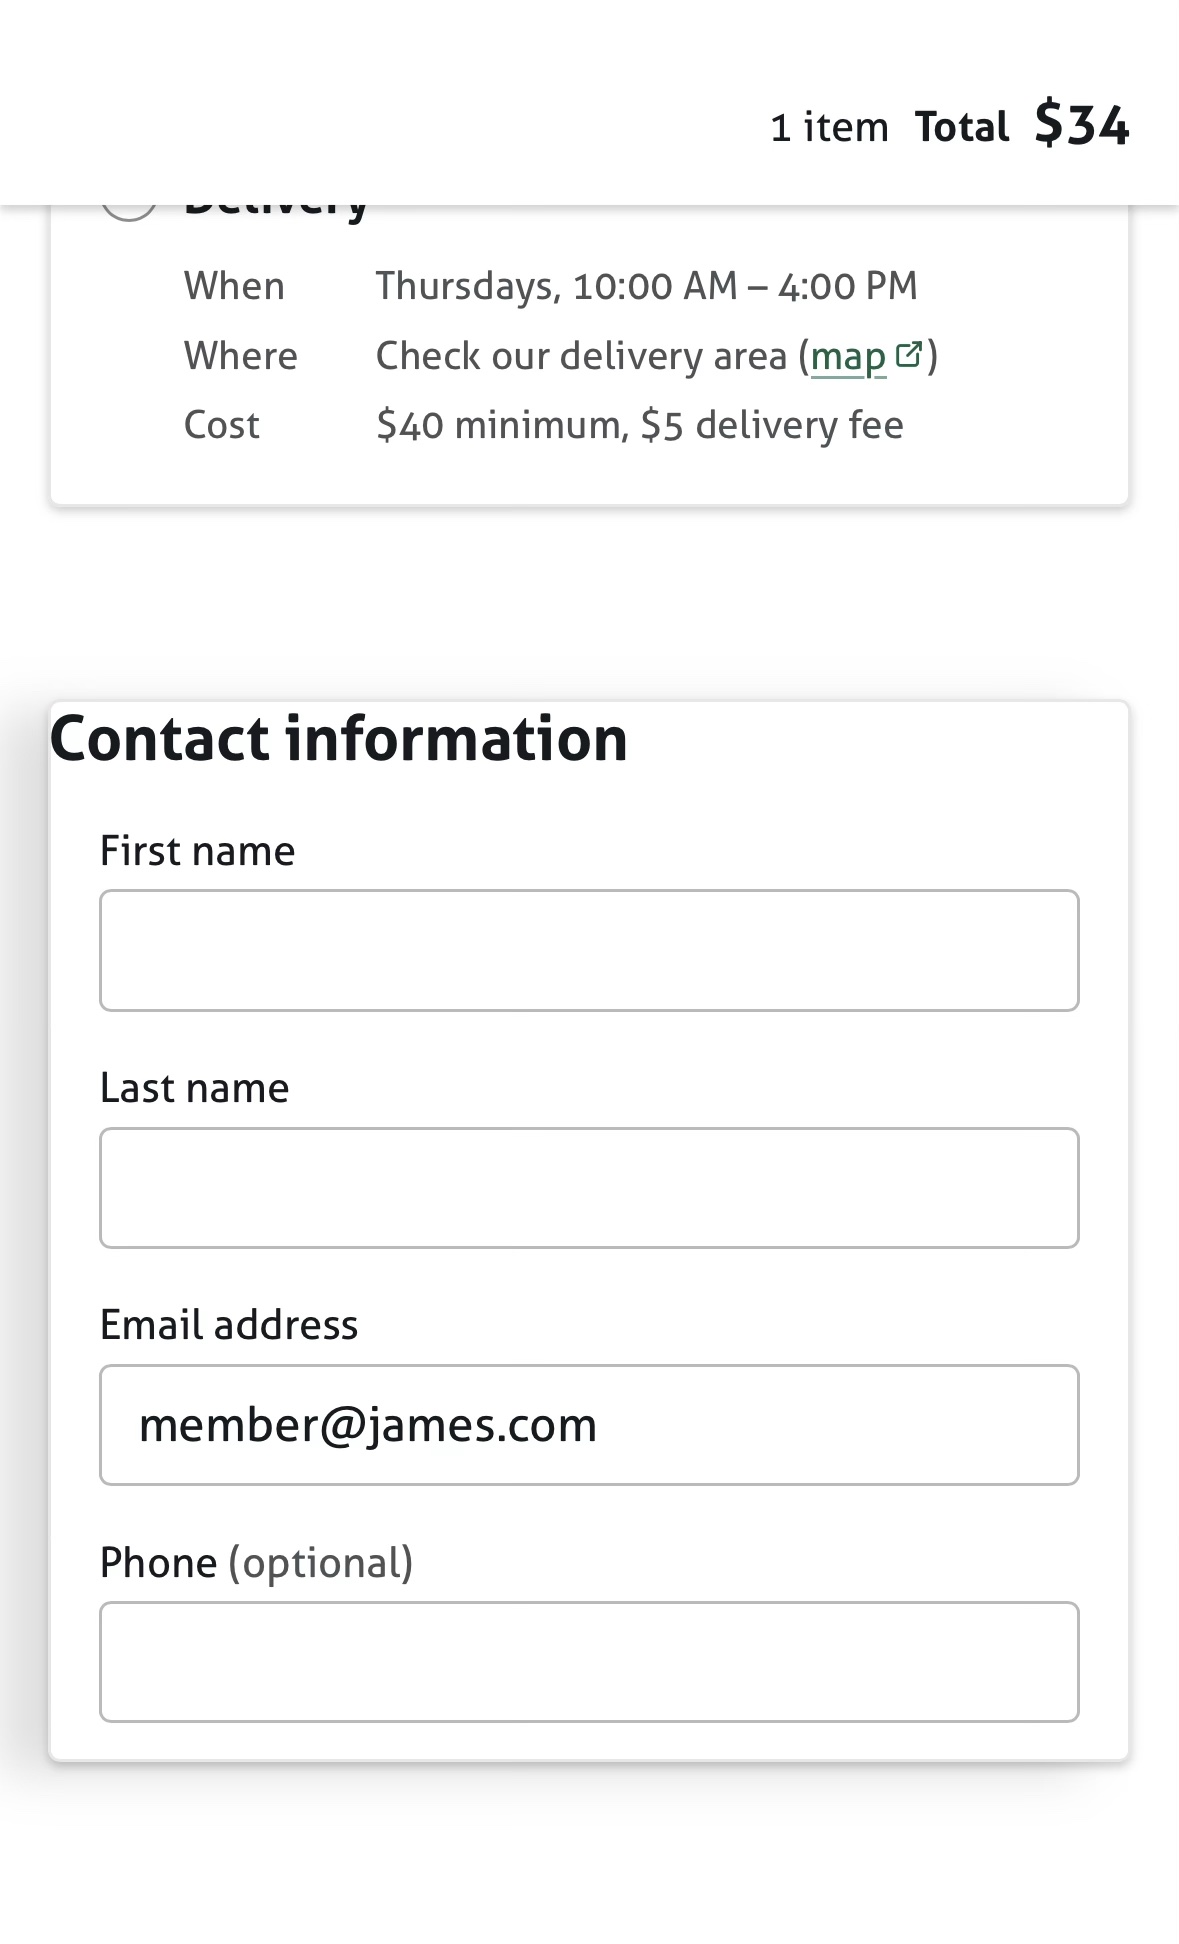 1 item Total $34
Delivery
When Thursdays, 10:00 AM – 4:00 PM
Where Check our delivery area (map)
Cost $40 minimum, $5 delivery fee
Contact information
First name
Last name
Email address
member@james.com
Phone (optional)